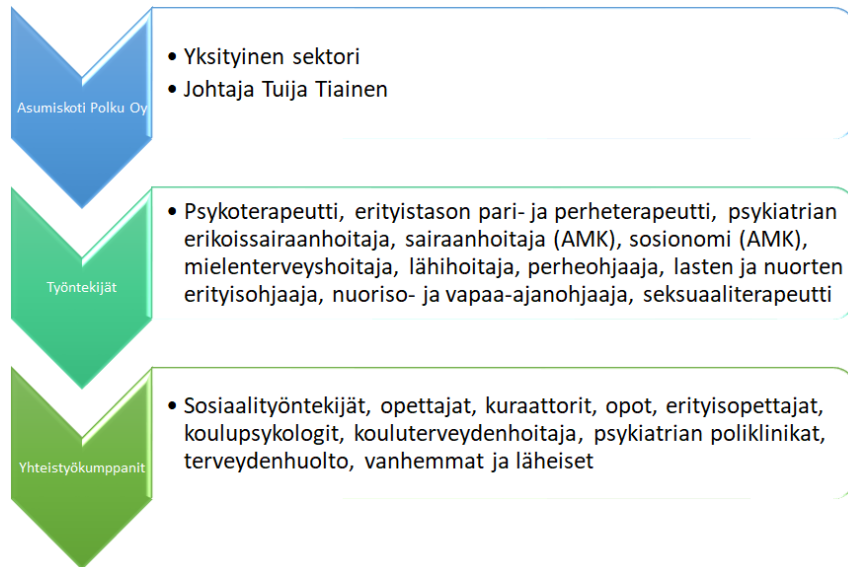 Asumiskoti Polku Oy
• Yksityinen sektori
• Johtaja Tuija Tiainen
Työntekijät
• Psykoterapeutti, erityistason pari- ja perheterapeutti, psykiatrian
erikoissairaanhoitaja, sairaanhoitaja (AMK), sosionomi (AMK),
mielenterveyshoitaja, lähihoitaja, perheohjaaja, lasten ja nuorten
erityisohjaaja, nuoriso- ja vapaa-ajanohjaaja, seksuaaliterapeutti
Yhteistyökumppanit
• Sosiaalityöntekijät, opettajat, kuraattorit, opot, erityisopettajat,
koulupsykologit, kouluterveydenhoitaja, psykiatrian poliklinikat,
terveydenhuolto, vanhemmat ja läheiset